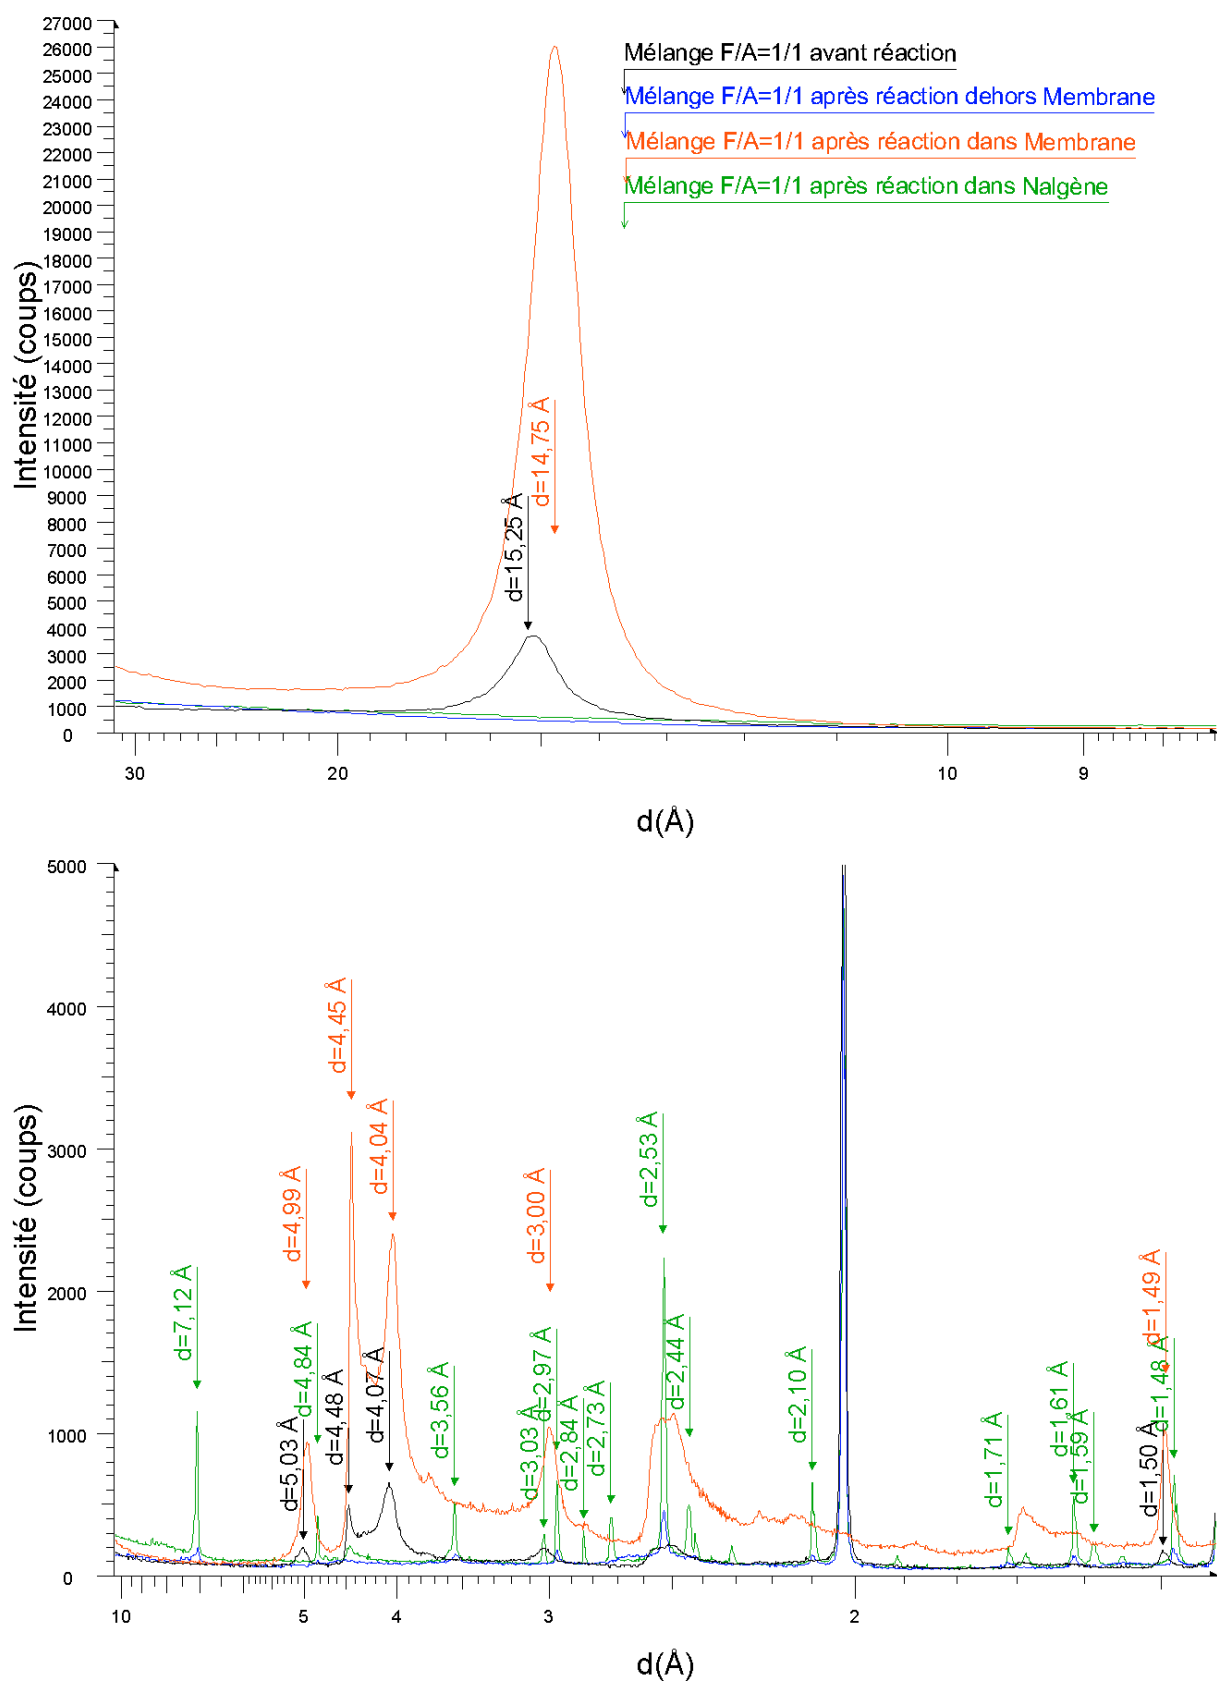 Intensité (coups)
27000
26000
25000
24000
23000
22000
21000
20000
19000
18000
17000
16000
15000
14000
13000
12000
11000
10000
9000
8000
7000
6000
5000
4000
3000
2000
1000
0
Mélange F/A=1/1 avant réaction
Mélange F/A=1/1 après réaction dehors Membrane
Mélange F/A=1/1 après réaction dans Membrane
Mélange F/A=1/1 après réaction dans Nalgène
d=15,25 Å
d=14,75 Å
30 20 10 9
d(Å)
Intensité (coups)
5000
4000
3000
2000
1000
0
d=7,12 Å
d=5,03 Å
d=4,99 Å
d=4,84 Å
d=4,48 Å
d=4,45 Å
d=4,07 Å
d=4,04 Å
d=3,56 Å
d=3,03 Å
d=3,00 Å
d=2,97 Å
d=2,84 Å
d=2,73 Å
d=2,53 Å
d=2,44 Å
d=2,10 Å
d=1,71 Å
d=1,61 Å
d=1,59 Å
d=1,50 Å
d=1,49 Å
d=1,48 Å
10 5 4 3 2
d(Å)